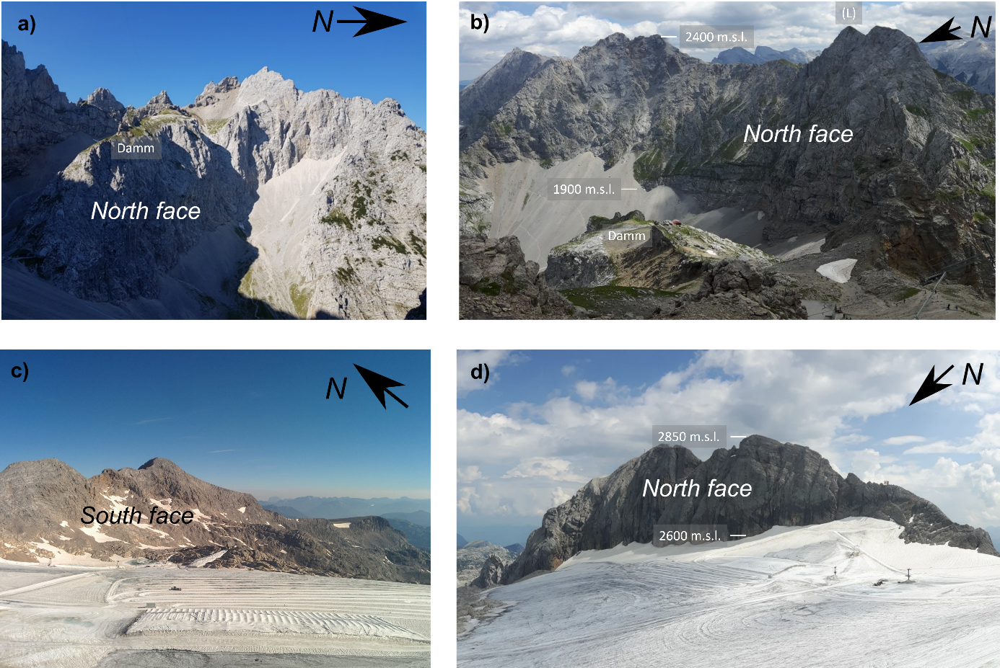 a)
N
Damm
North face
b)
(L)
N
2400 m.s.l.
North face
1900 m.s.l.
Damm
c)
N
South face
d)
N
2850 m.s.l.
North face
2600 m.s.l.